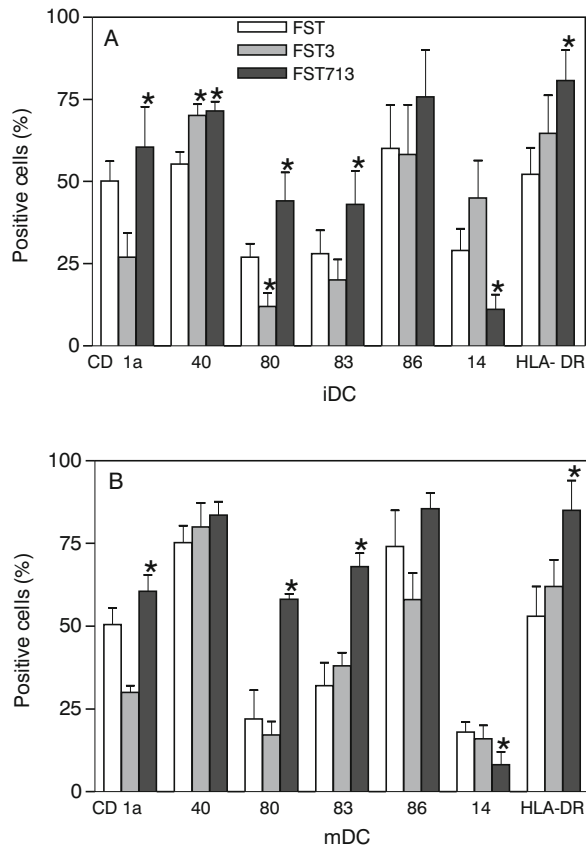 A
FST
FST3
FST713
Positive cells (%)
100
75
50
25
0
* * * * * * * *
CD 1a 40 80 83 86 14 HLA- DR
iDC
B
Positive cells (%)
100
75
50
25
0
* * * * *
CD 1a 40 80 83 86 14 HLA-DR
mDC